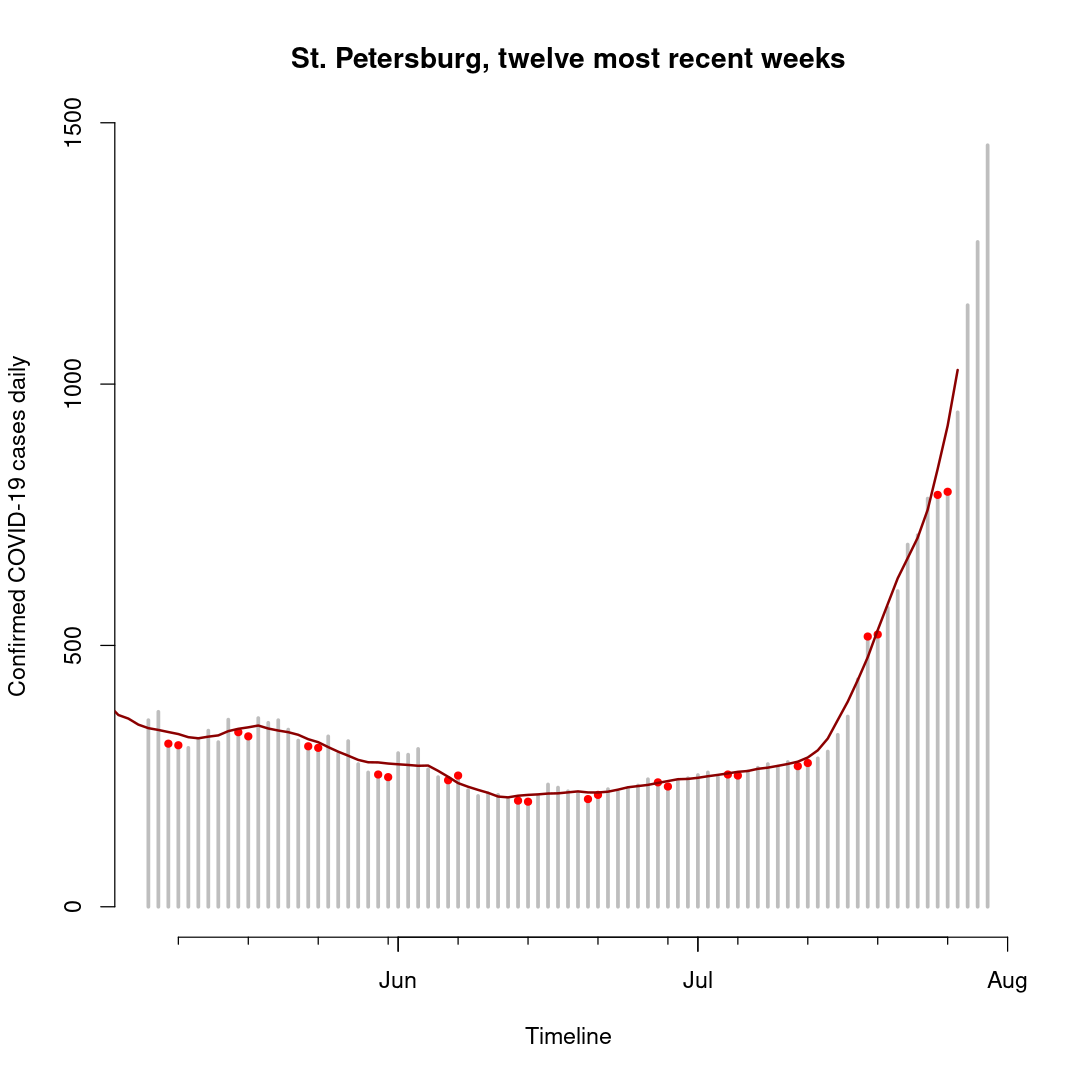 St. Petersburg, twelve most recent weeks
1500
1000
500
0
Confirmed COVID-19 cases daily
Jun
Jul
Aug
Timeline